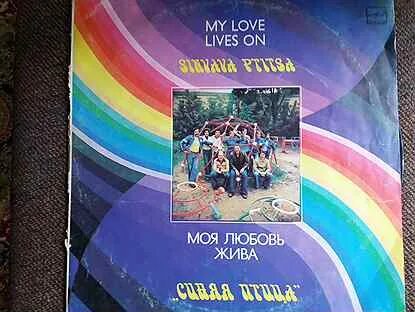 MY LOVE
LIVES ON
SINYAYA PTITSA
МОЯ ЛЮБОВЬ
ЖИВА
„СИНЯЯ ПТИЦА"